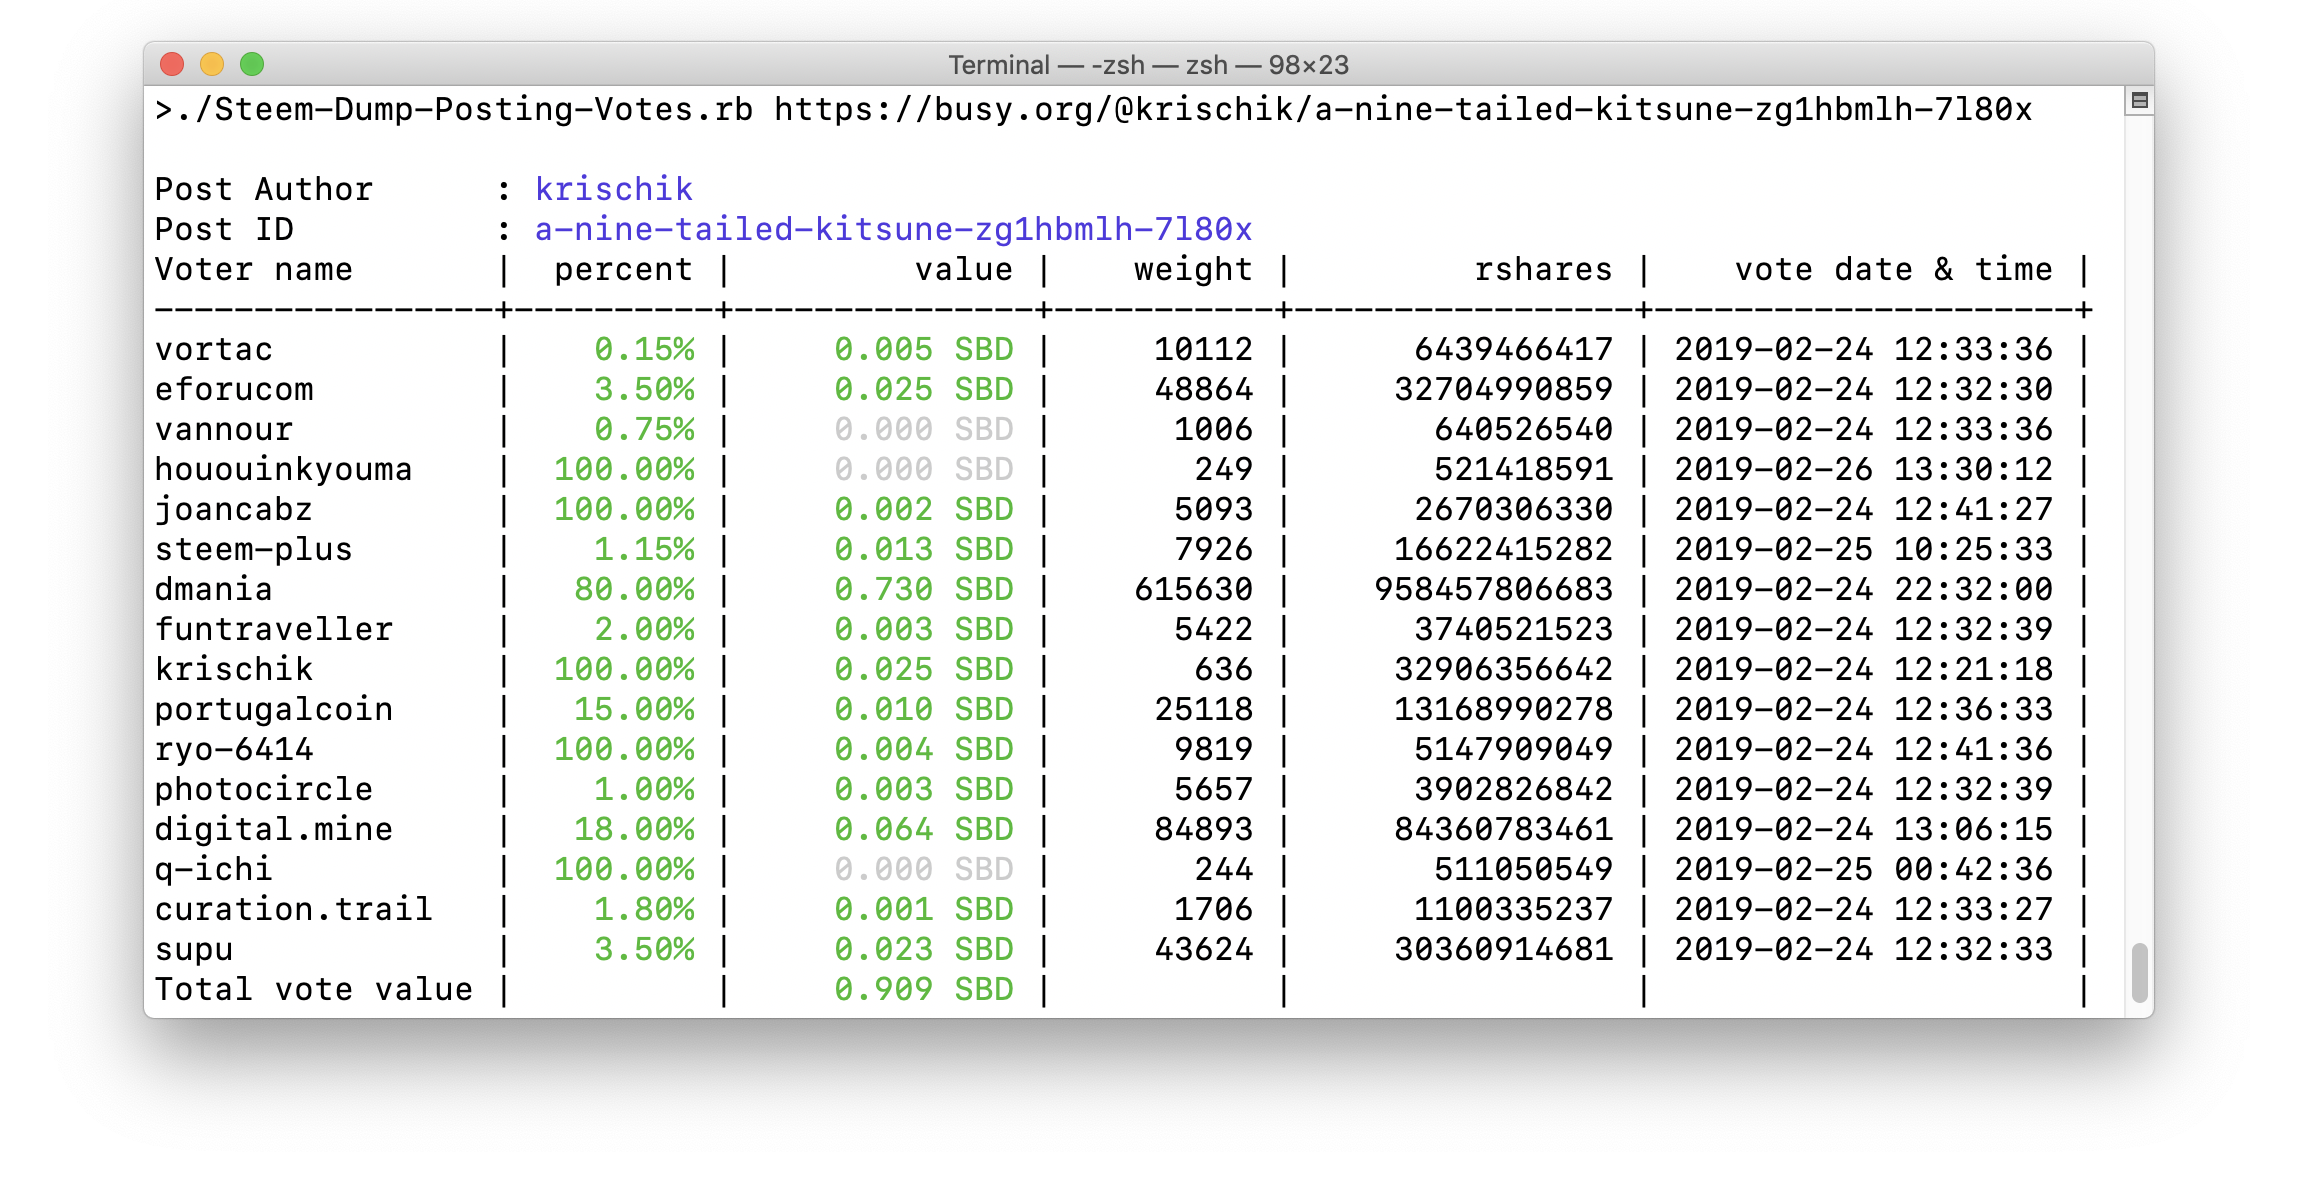 Terminal — -zsh — zsh — 98×23
>./Steem-Dump-Posting-Votes.rb https://busy.org/@krischik/a-nine-tailed-kitsune-zg1hbmlh-7l80x
Post Author      : krischik
Post ID          : a-nine-tailed-kitsune-zg1hbmlh-7l80x
Voter name       |  percent |         value |    weight |         rshares |    vote date & time |
-----------------+----------+---------------+-----------+-----------------+---------------------+
vortac           |    0.15% |     0.005 SBD |     10112 |      6439466417 | 2019-02-24 12:33:36 |
eforucom         |    3.50% |     0.025 SBD |     48864 |     32704990859 | 2019-02-24 12:32:30 |
vannour          |    0.75% |     0.000 SBD |      1006 |       640526540 | 2019-02-24 12:33:36 |
hououinkyouma    |  100.00% |     0.000 SBD |       249 |       521418591 | 2019-02-26 13:30:12 |
joancabz         |  100.00% |     0.002 SBD |      5093 |      2670306330 | 2019-02-24 12:41:27 |
steem-plus       |    1.15% |     0.013 SBD |      7926 |     16622415282 | 2019-02-25 10:25:33 |
dmania           |   80.00% |     0.730 SBD |    615630 |    958457806683 | 2019-02-24 22:32:00 |
funtraveller     |    2.00% |     0.003 SBD |      5422 |      3740521523 | 2019-02-24 12:32:39 |
krischik         |  100.00% |     0.025 SBD |       636 |     32906356642 | 2019-02-24 12:21:18 |
portugalcoin     |   15.00% |     0.010 SBD |     25118 |     13168990278 | 2019-02-24 12:36:33 |
ryo-6414         |  100.00% |     0.004 SBD |      9819 |      5147909049 | 2019-02-24 12:41:36 |
photocircle      |    1.00% |     0.003 SBD |      5657 |      3902826842 | 2019-02-24 12:32:39 |
digital.mine     |   18.00% |     0.064 SBD |     84893 |     84360783461 | 2019-02-24 13:06:15 |
q-ichi           |  100.00% |     0.000 SBD |       244 |       511050549 | 2019-02-25 00:42:36 |
curation.trail   |    1.80% |     0.001 SBD |      1706 |      1100335237 | 2019-02-24 12:33:27 |
supu             |    3.50% |     0.023 SBD |     43624 |     30360914681 | 2019-02-24 12:32:33 |
Total vote value |          |     0.909 SBD |           |                 |                     |